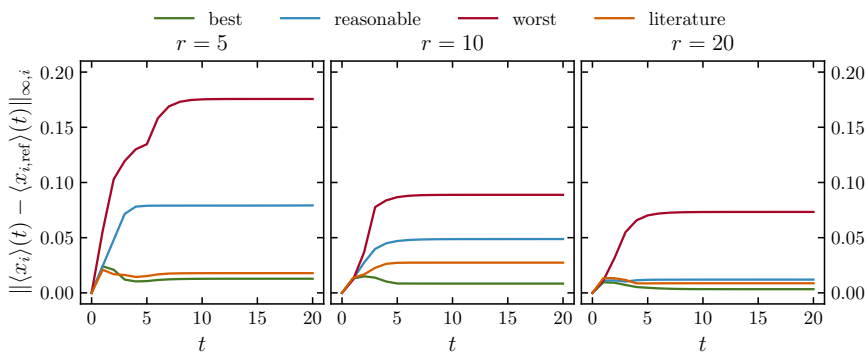 best reasonable worst literature
r = 5 r = 10 r = 20
‖⟨x_i⟩(t) − ⟨x_{i,ref}⟩(t)‖_{∞,i}
0.20 0.20
0.15 0.15
0.10 0.10
0.05 0.05
0.00 0.00
0 5 10 15 20 0 5 10 15 20 0 5 10 15 20
t t t